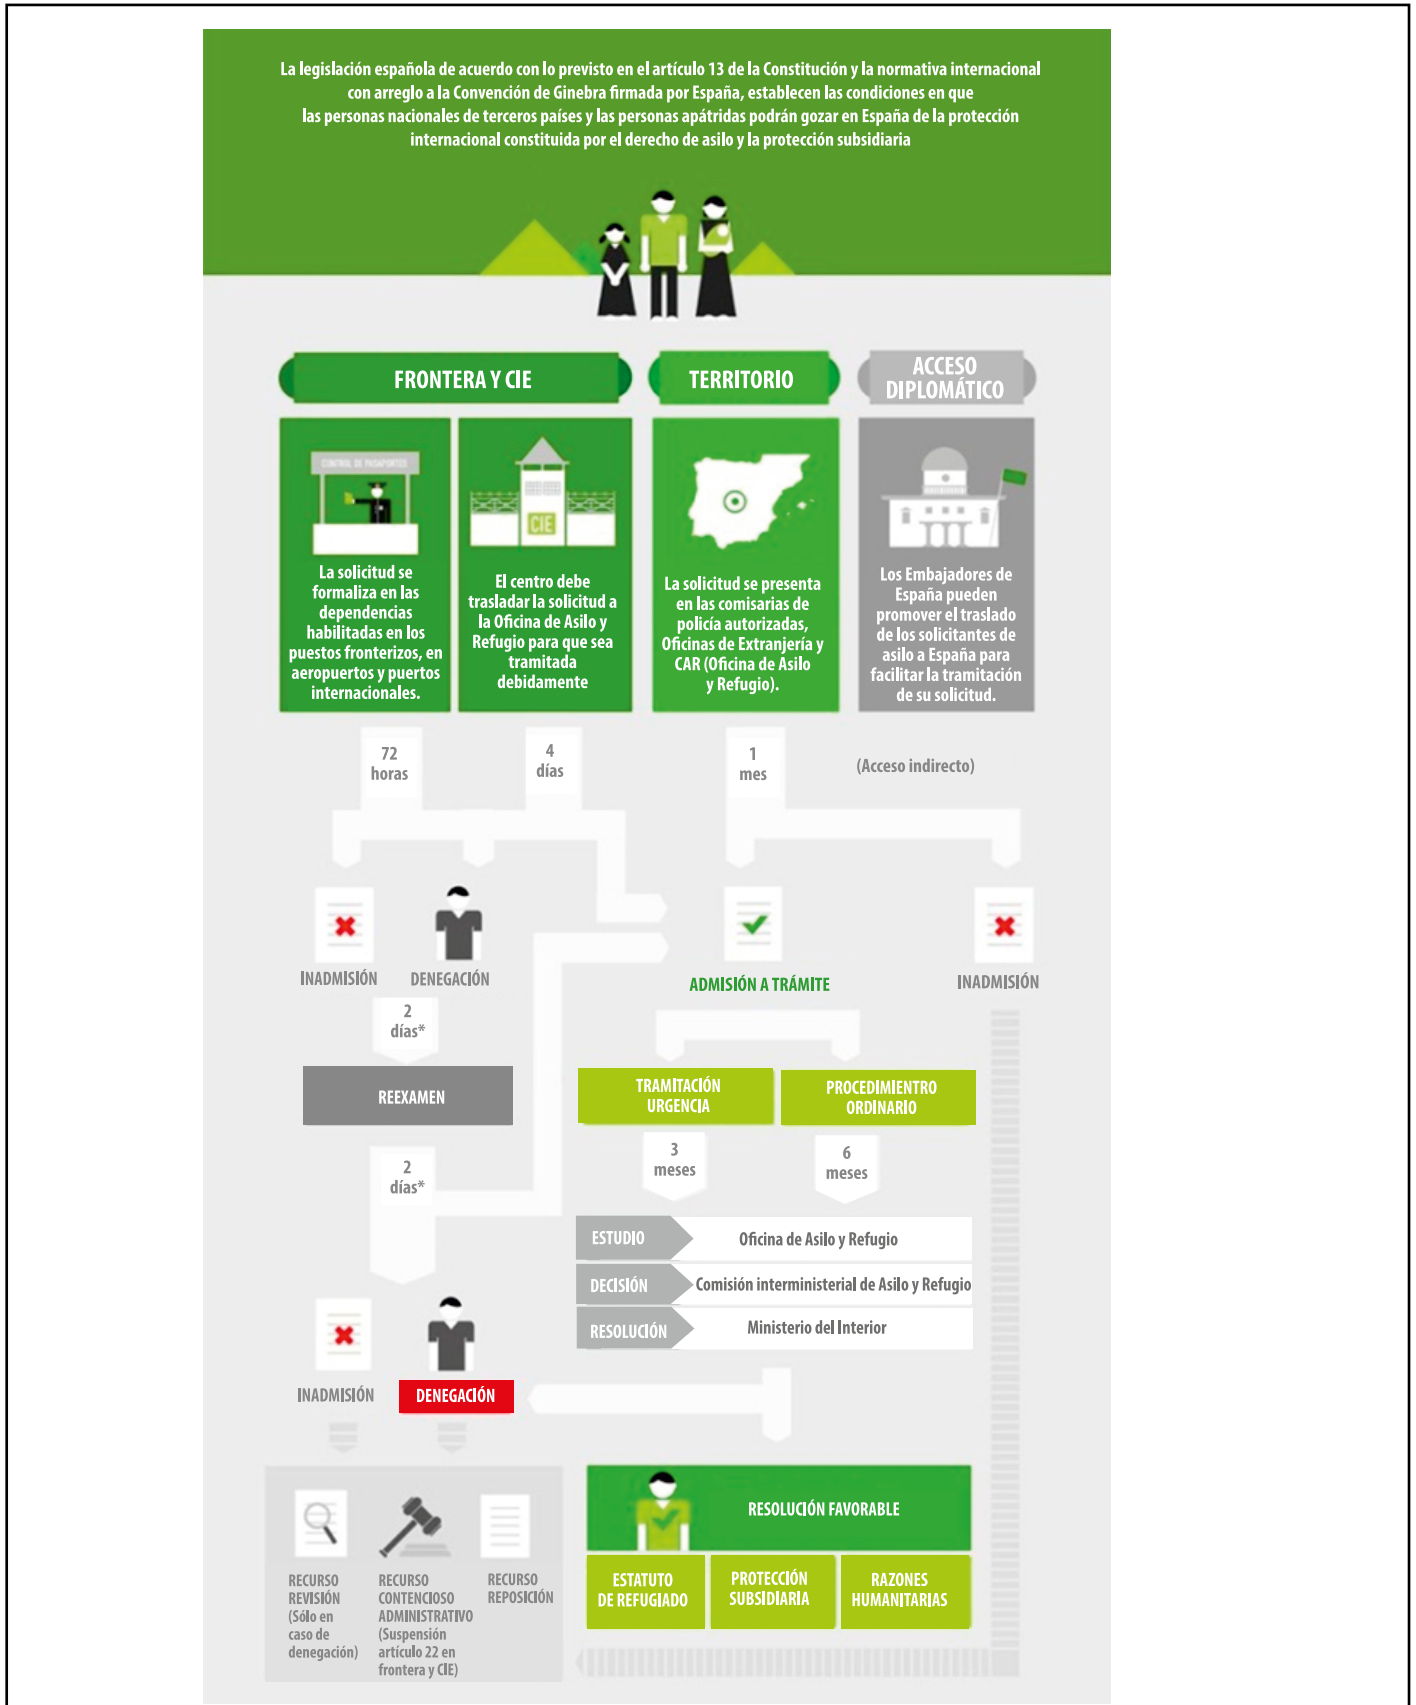 La legislación española de acuerdo con lo previsto en el artículo 13 de la Constitución y la normativa internacional
con arreglo a la Convención de Ginebra firmada por España, establecen las condiciones en que
las personas nacionales de terceros países y las personas apátridas podrán gozar en España de la protección
internacional constituida por el derecho de asilo y la protección subsidiaria
FRONTERA Y CIE
TERRITORIO
ACCESO
DIPLOMÁTICO
CONTROL DE PASAPORTES
La solicitud se
formaliza en las
dependencias
habilitadas en los
puestos fronterizos, en
aeropuertos y puertos
internacionales.
CIE
El centro debe
trasladar la solicitud a
la Oficina de Asilo y
Refugio para que sea
tramitada
debidamente
La solicitud se presenta
en las comisarias de
policía autorizadas,
Oficinas de Extranjería y
CAR (Oficina de Asilo
y Refugio).
Los Embajadores de
España pueden
promover el traslado
de los solicitantes de
asilo a España para
facilitar la tramitación
de su solicitud.
72
horas
4
días
1
mes
(Acceso indirecto)
INADMISIÓN
DENEGACIÓN
ADMISIÓN A TRÁMITE
INADMISIÓN
2
días*
REEXAMEN
TRAMITACIÓN
URGENCIA
PROCEDIMIENTRO
ORDINARIO
2
días*
3
meses
6
meses
ESTUDIO
Oficina de Asilo y Refugio
DECISIÓN
Comisión interministerial de Asilo y Refugio
RESOLUCIÓN
Ministerio del Interior
INADMISIÓN
DENEGACIÓN
RESOLUCIÓN FAVORABLE
RECURSO
REVISIÓN
(Sólo en
caso de
denegación)
RECURSO
CONTENCIOSO
ADMINISTRATIVO
(Suspensión
artículo 22 en
frontera y CIE)
RECURSO
REPOSICIÓN
ESTATUTO
DE REFUGIADO
PROTECCIÓN
SUBSIDIARIA
RAZONES
HUMANITARIAS